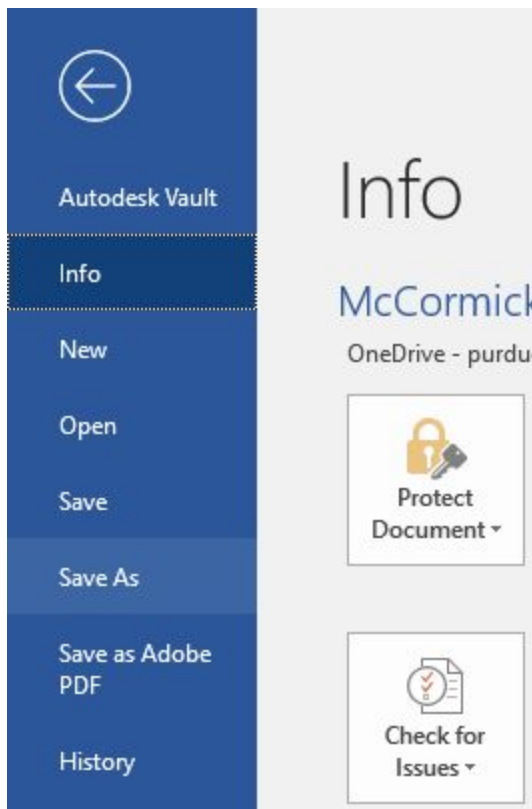 Autodesk Vault
Info
New
Open
Save
Save As
Save as Adobe
PDF
History
Info
McCormick
OneDrive - purdu
Protect
Document
Check for
Issues